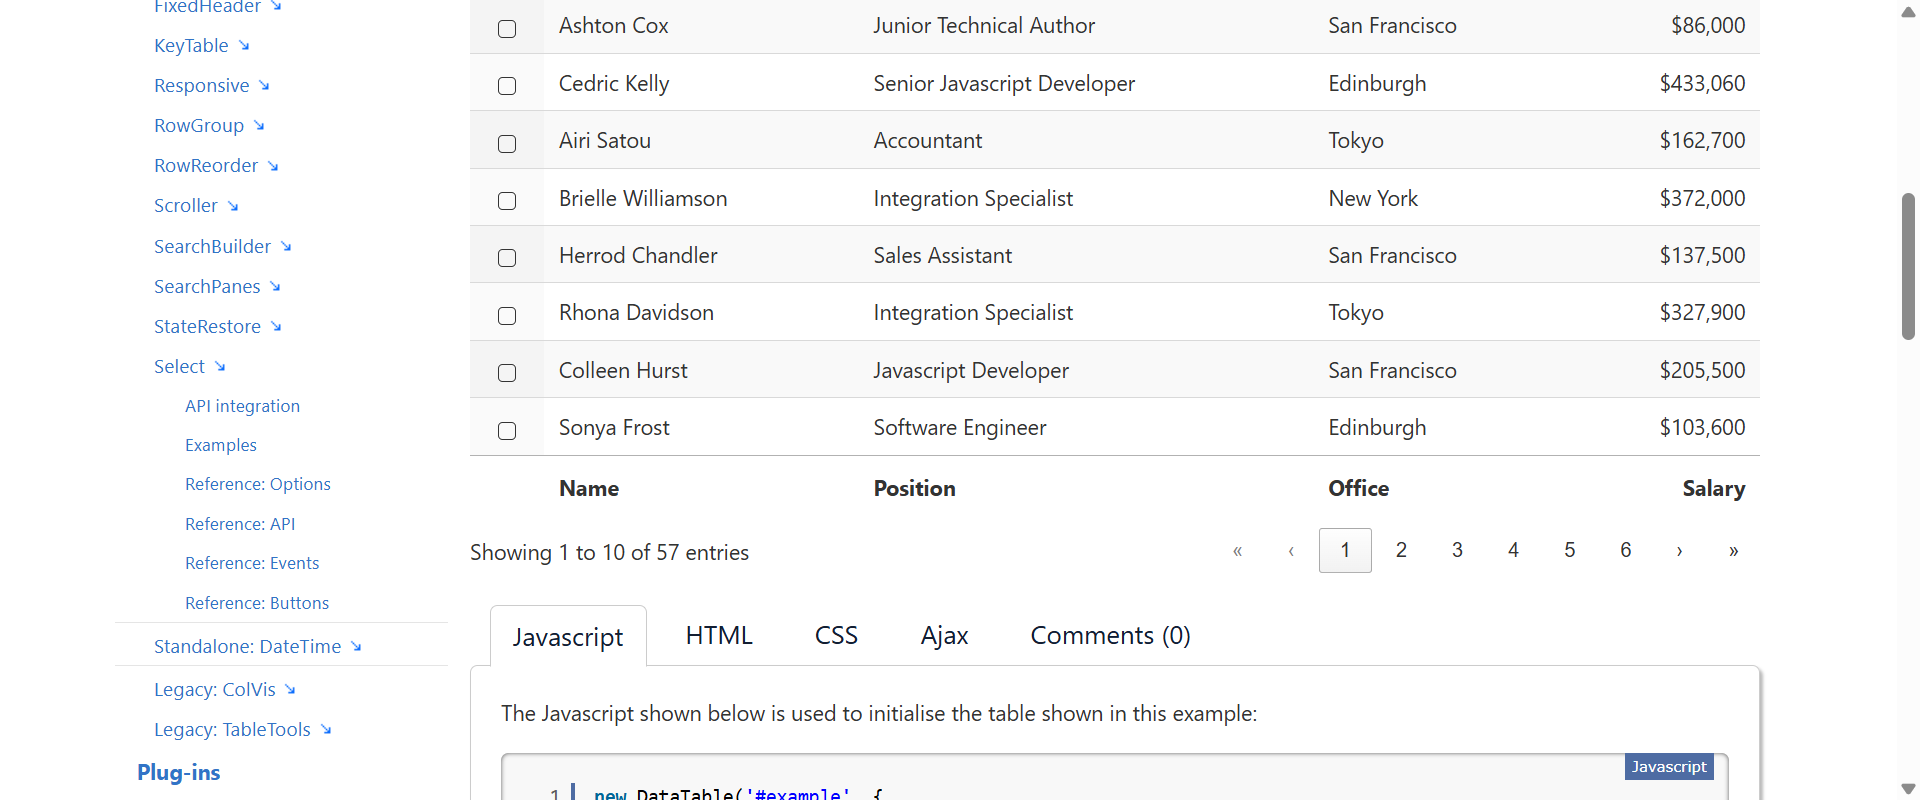 FixedHeader
KeyTable
Responsive
RowGroup
RowReorder
Scroller
SearchBuilder
SearchPanes
StateRestore
Select
API integration
Examples
Reference: Options
Reference: API
Reference: Events
Reference: Buttons
Standalone: DateTime
Legacy: ColVis
Legacy: TableTools
Plug-ins
Ashton Cox Junior Technical Author San Francisco $86,000
Cedric Kelly Senior Javascript Developer Edinburgh $433,060
Airi Satou Accountant Tokyo $162,700
Brielle Williamson Integration Specialist New York $372,000
Herrod Chandler Sales Assistant San Francisco $137,500
Rhona Davidson Integration Specialist Tokyo $327,900
Colleen Hurst Javascript Developer San Francisco $205,500
Sonya Frost Software Engineer Edinburgh $103,600
Name Position Office Salary
Showing 1 to 10 of 57 entries « ‹ 1 2 3 4 5 6 › »
Javascript HTML CSS Ajax Comments (0)
The Javascript shown below is used to initialise the table shown in this example:
Javascript
1 new DataTable('#example', {